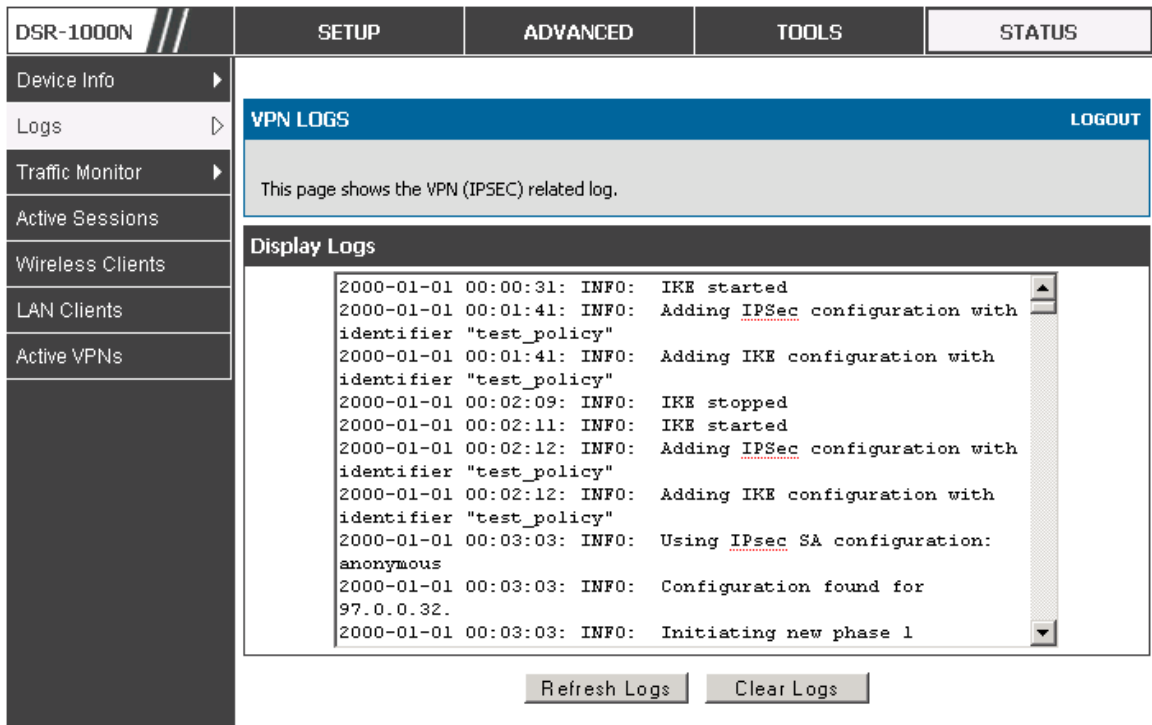 DSR-1000N
SETUP
ADVANCED
TOOLS
STATUS
Device Info
Logs
Traffic Monitor
Active Sessions
Wireless Clients
LAN Clients
Active VPNs
VPN LOGS
LOGOUT
This page shows the VPN (IPSEC) related log.
Display Logs
2000-01-01 00:00:31: INFO:  IKE started
2000-01-01 00:01:41: INFO:  Adding IPSec configuration with
identifier "test_policy"
2000-01-01 00:01:41: INFO:  Adding IKE configuration with
identifier "test_policy"
2000-01-01 00:02:09: INFO:  IKE stopped
2000-01-01 00:02:11: INFO:  IKE started
2000-01-01 00:02:12: INFO:  Adding IPSec configuration with
identifier "test_policy"
2000-01-01 00:02:12: INFO:  Adding IKE configuration with
identifier "test_policy"
2000-01-01 00:03:03: INFO:  Using IPsec SA configuration:
anonymous
2000-01-01 00:03:03: INFO:  Configuration found for
97.0.0.32.
2000-01-01 00:03:03: INFO:  Initiating new phase 1
Refresh Logs
Clear Logs